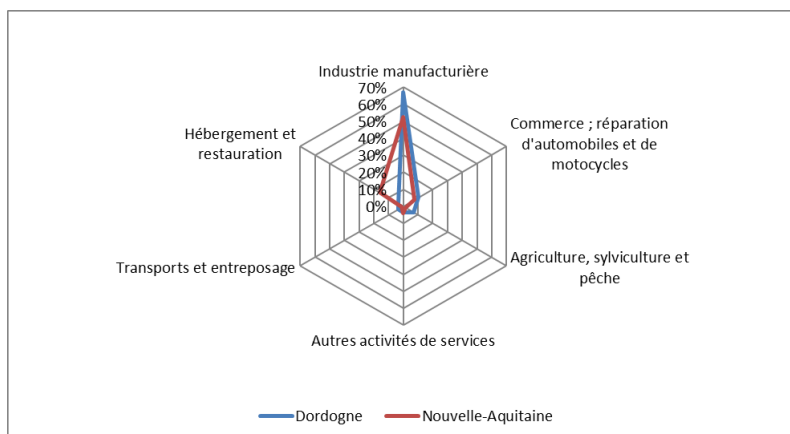 Industrie manufacturière
70%
60%
50%
40%
30%
20%
10%
0%
Commerce ; réparation
d'automobiles et de
motocycles
Agriculture, sylviculture et
pêche
Autres activités de services
Transports et entreposage
Hébergement et
restauration
Dordogne
Nouvelle-Aquitaine